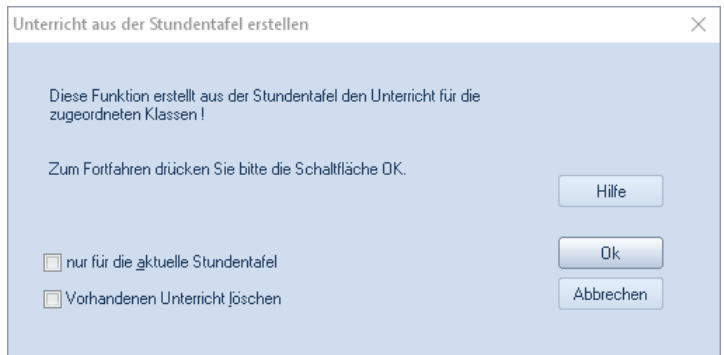 Unterricht aus der Stundentafel erstellen
Diese Funktion erstellt aus der Stundentafel den Unterricht für die
zugeordneten Klassen !
Zum Fortfahren drücken Sie bitte die Schaltfläche OK.
Hilfe
nur für die aktuelle Stundentafel
Ok
Vorhandenen Unterricht löschen
Abbrechen